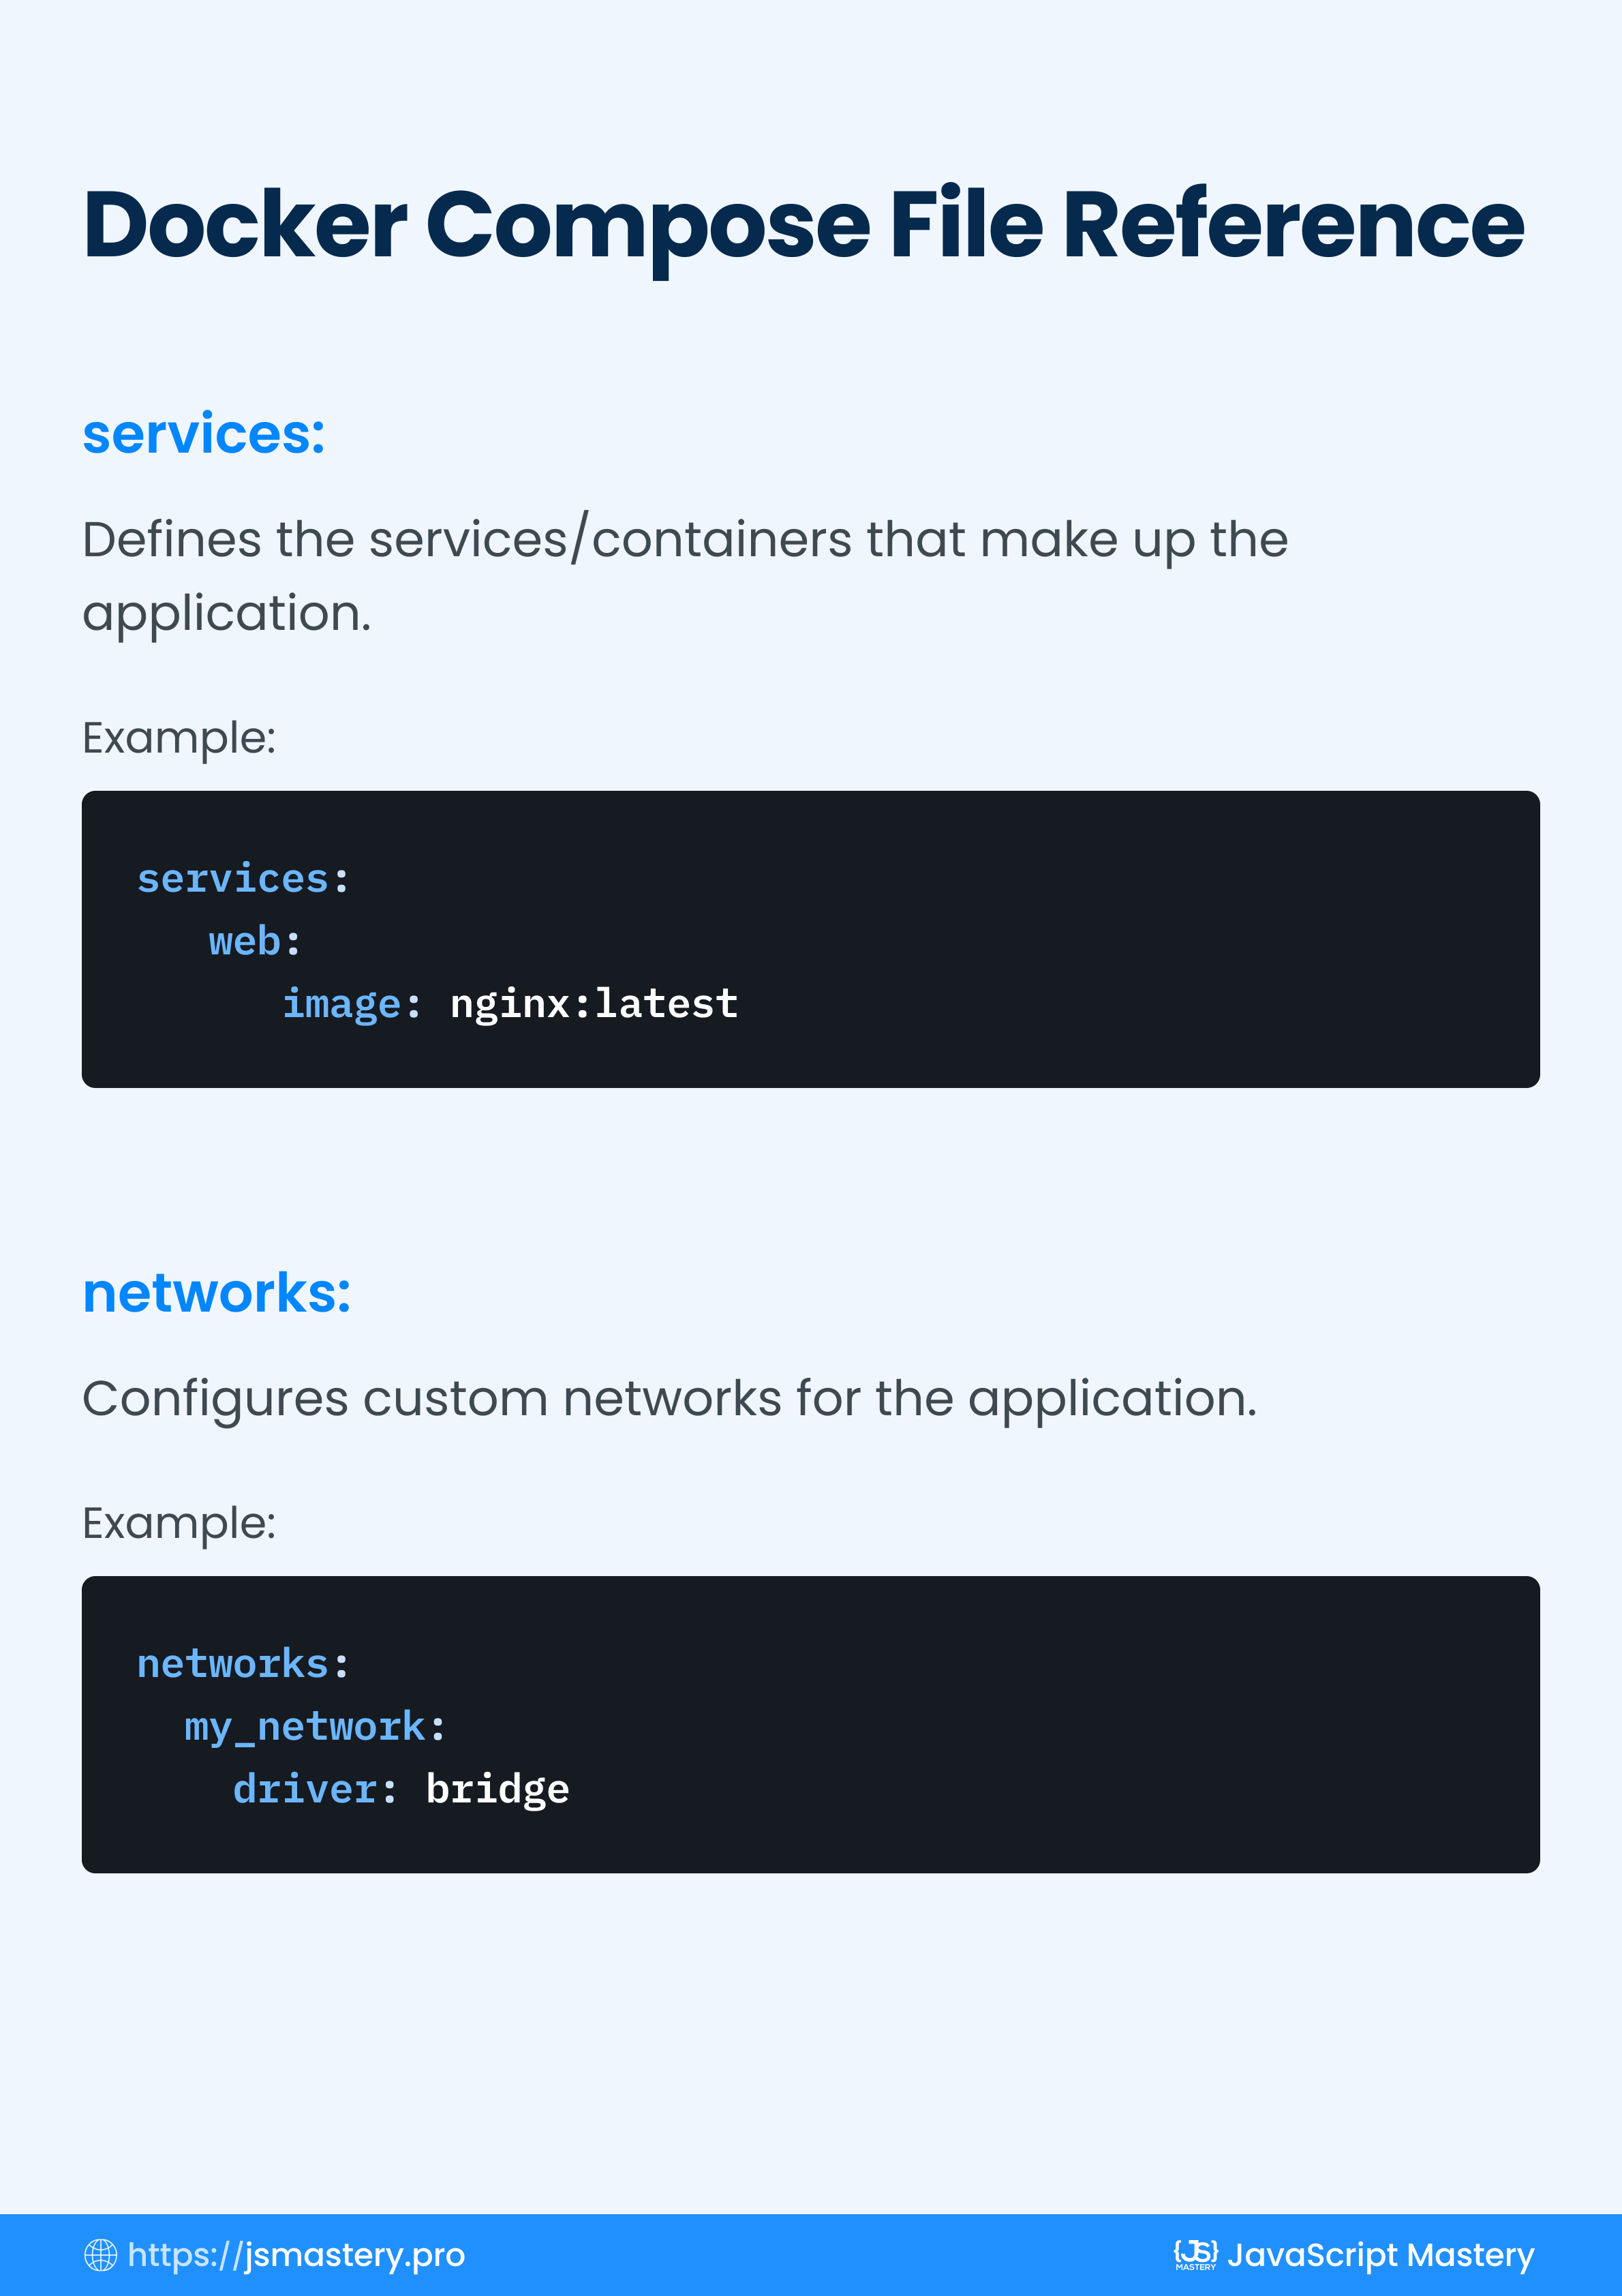 Docker Compose File Reference
services:
Defines the services/containers that make up the
application.
Example:
services:
   web:
      image: nginx:latest
networks:
Configures custom networks for the application.
Example:
networks:
  my_network:
    driver: bridge
https://jsmastery.pro
{JS}
MASTERY
JavaScript Mastery